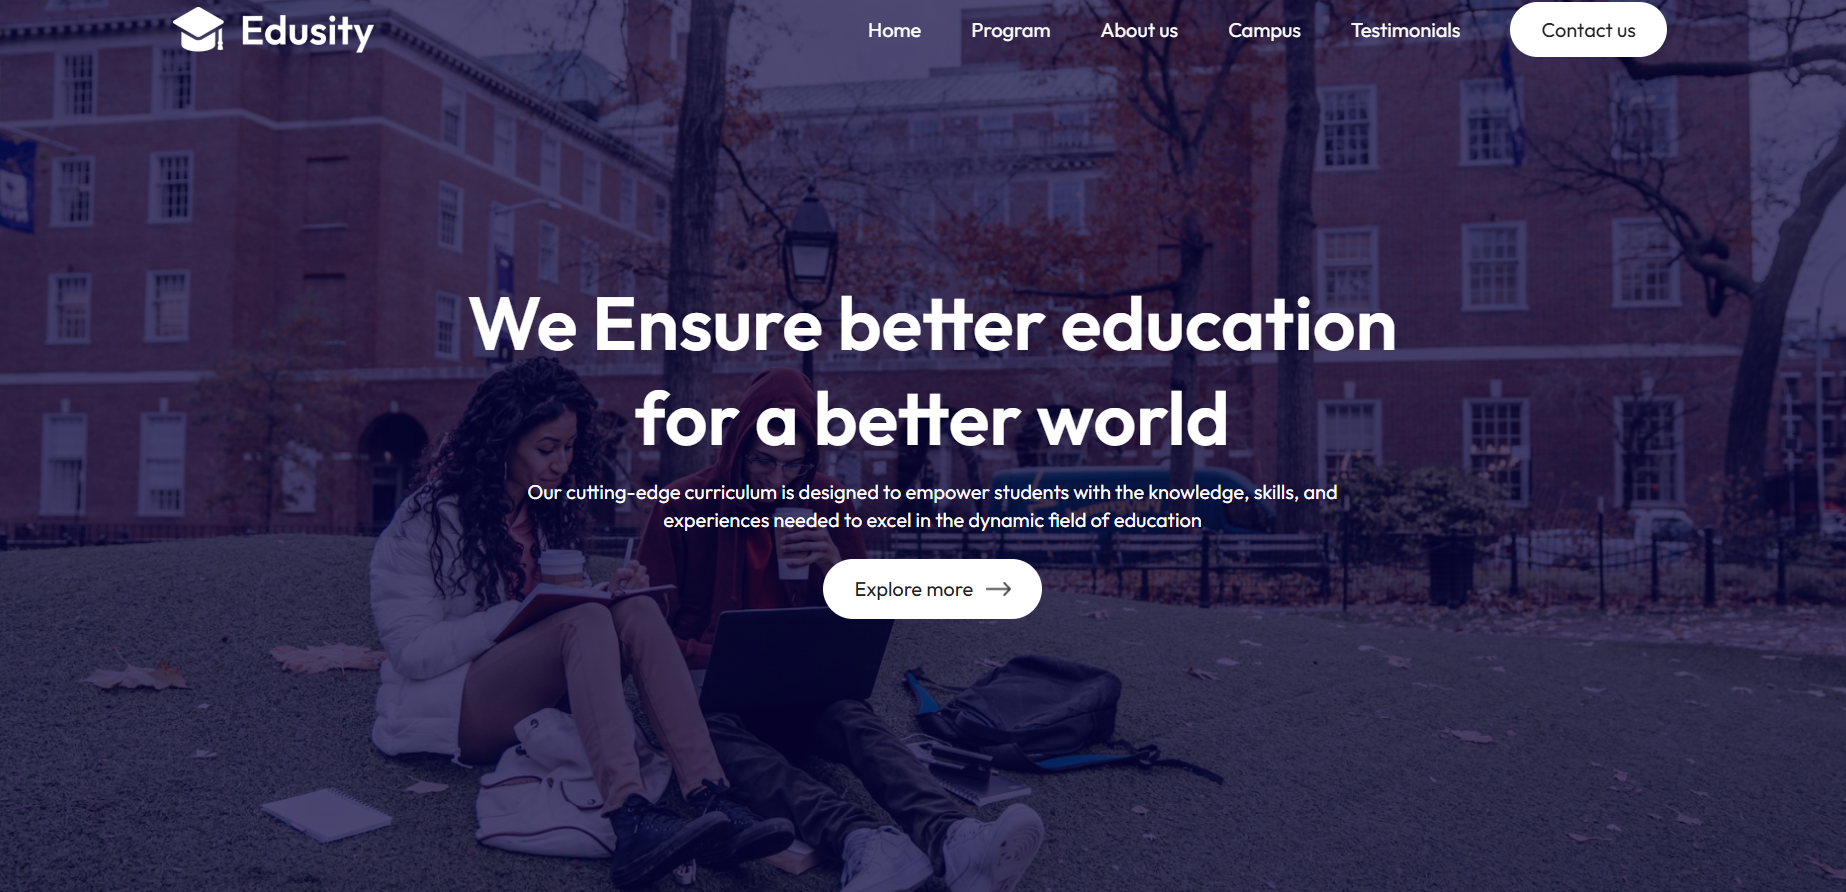 Edusity
Home Program About us Campus Testimonials Contact us
We Ensure better education
for a better world
Our cutting-edge curriculum is designed to empower students with the knowledge, skills, and
experiences needed to excel in the dynamic field of education
Explore more